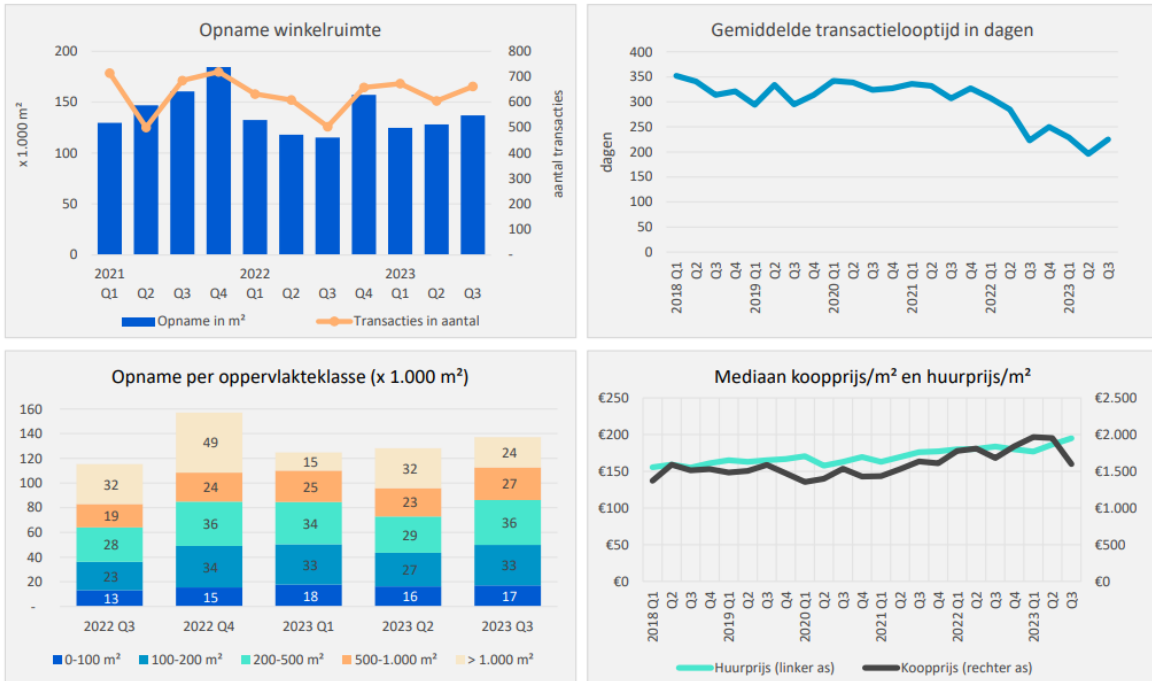 Opname winkelruimte
x 1.000 m²
200
150
100
50
0
800
700
600
500
400
300
200
100
-
aantal transacties
2021 2022 2023
Q1 Q2 Q3 Q4 Q1 Q2 Q3 Q4 Q1 Q2 Q3
Opname in m² Transacties in aantal
Gemiddelde transactielooptijd in dagen
dagen
400
350
300
250
200
150
100
50
0
2018 Q1 Q2 Q3 Q4 2019 Q1 Q2 Q3 Q4 2020 Q1 Q2 Q3 Q4 2021 Q1 Q2 Q3 Q4 2022 Q1 Q2 Q3 Q4 2023 Q1 Q2 Q3
Opname per oppervlakteklasse (x 1.000 m²)
160
140
120
100
80
60
40
20
-
32 49 15 32 24
19 24 25 23 27
28 36 34 29 36
23 34 33 27 33
13 15 18 16 17
2022 Q3 2022 Q4 2023 Q1 2023 Q2 2023 Q3
0-100 m² 100-200 m² 200-500 m² 500-1.000 m² > 1.000 m²
Mediaan koopprijs/m² en huurprijs/m²
€250 €2.500
€200 €2.000
€150 €1.500
€100 €1.000
€50 €500
€0 €0
2018 Q1 Q2 Q3 Q4 2019 Q1 Q2 Q3 Q4 2020 Q1 Q2 Q3 Q4 2021 Q1 Q2 Q3 Q4 2022 Q1 Q2 Q3 Q4 2023 Q1 Q2 Q3
Huurprijs (linker as) Koopprijs (rechter as)